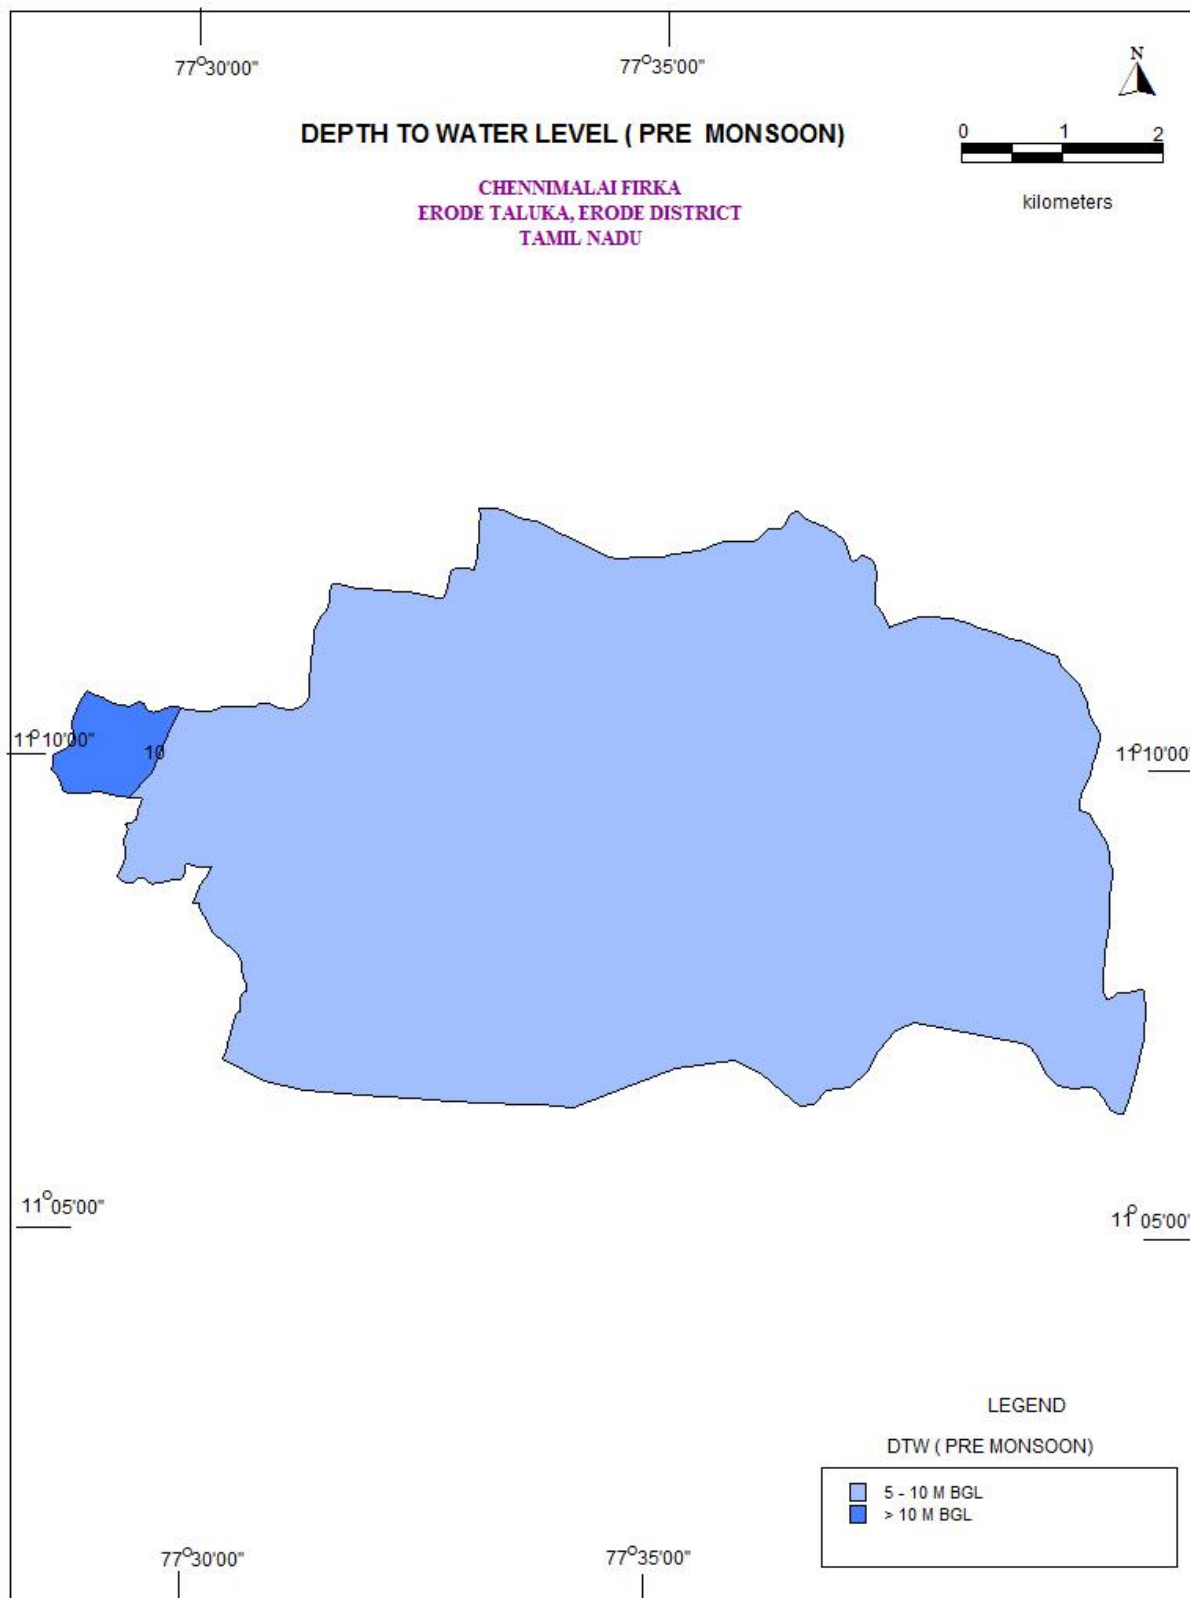 77°30'00"
77°35'00"
N
DEPTH TO WATER LEVEL ( PRE MONSOON)
0 1 2
kilometers
CHENNIMALAI FIRKA
ERODE TALUKA, ERODE DISTRICT
TAMIL NADU
11°10'00"
10
11°10'00"
11°05'00"
11°05'00"
LEGEND
DTW ( PRE MONSOON)
5 - 10 M BGL
> 10 M BGL
77°30'00"
77°35'00"